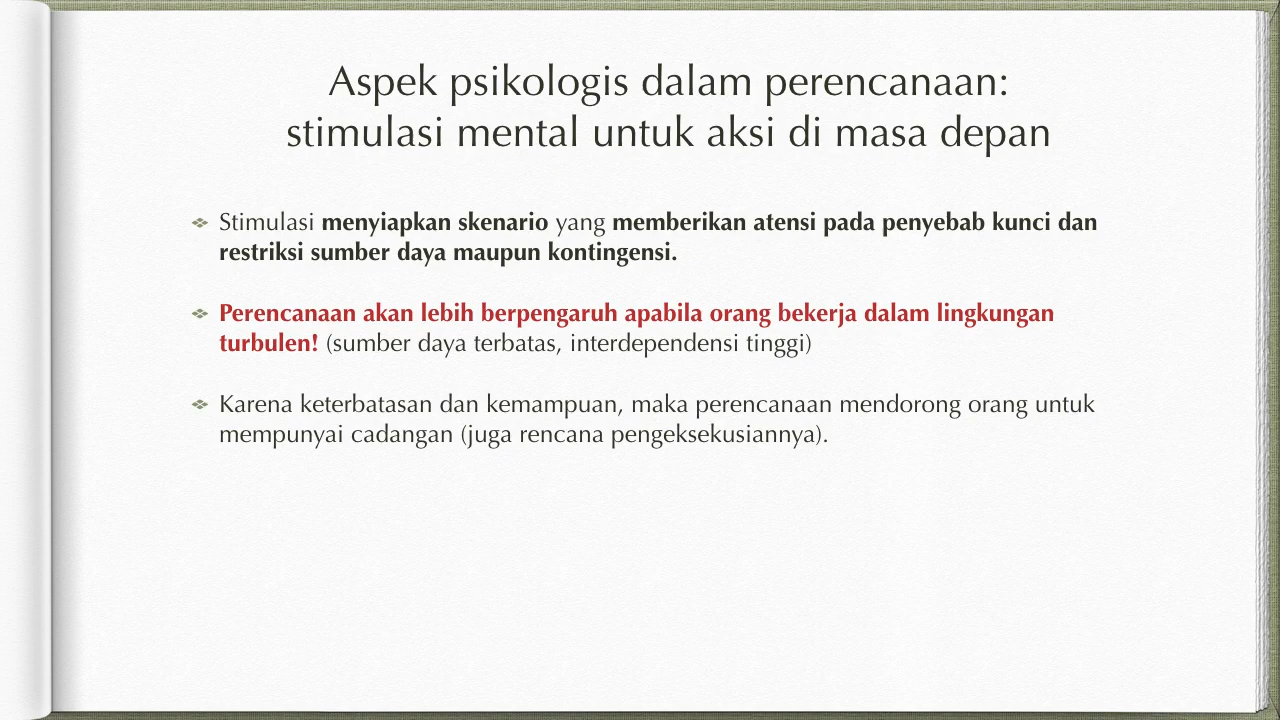 Aspek psikologis dalam perencanaan:
stimulasi mental untuk aksi di masa depan
Stimulasi menyiapkan skenario yang memberikan atensi pada penyebab kunci dan
restriksi sumber daya maupun kontingensi.
Perencanaan akan lebih berpengaruh apabila orang bekerja dalam lingkungan
turbulen! (sumber daya terbatas, interdependensi tinggi)
Karena keterbatasan dan kemampuan, maka perencanaan mendorong orang untuk
mempunyai cadangan (juga rencana pengeksekusiannya).